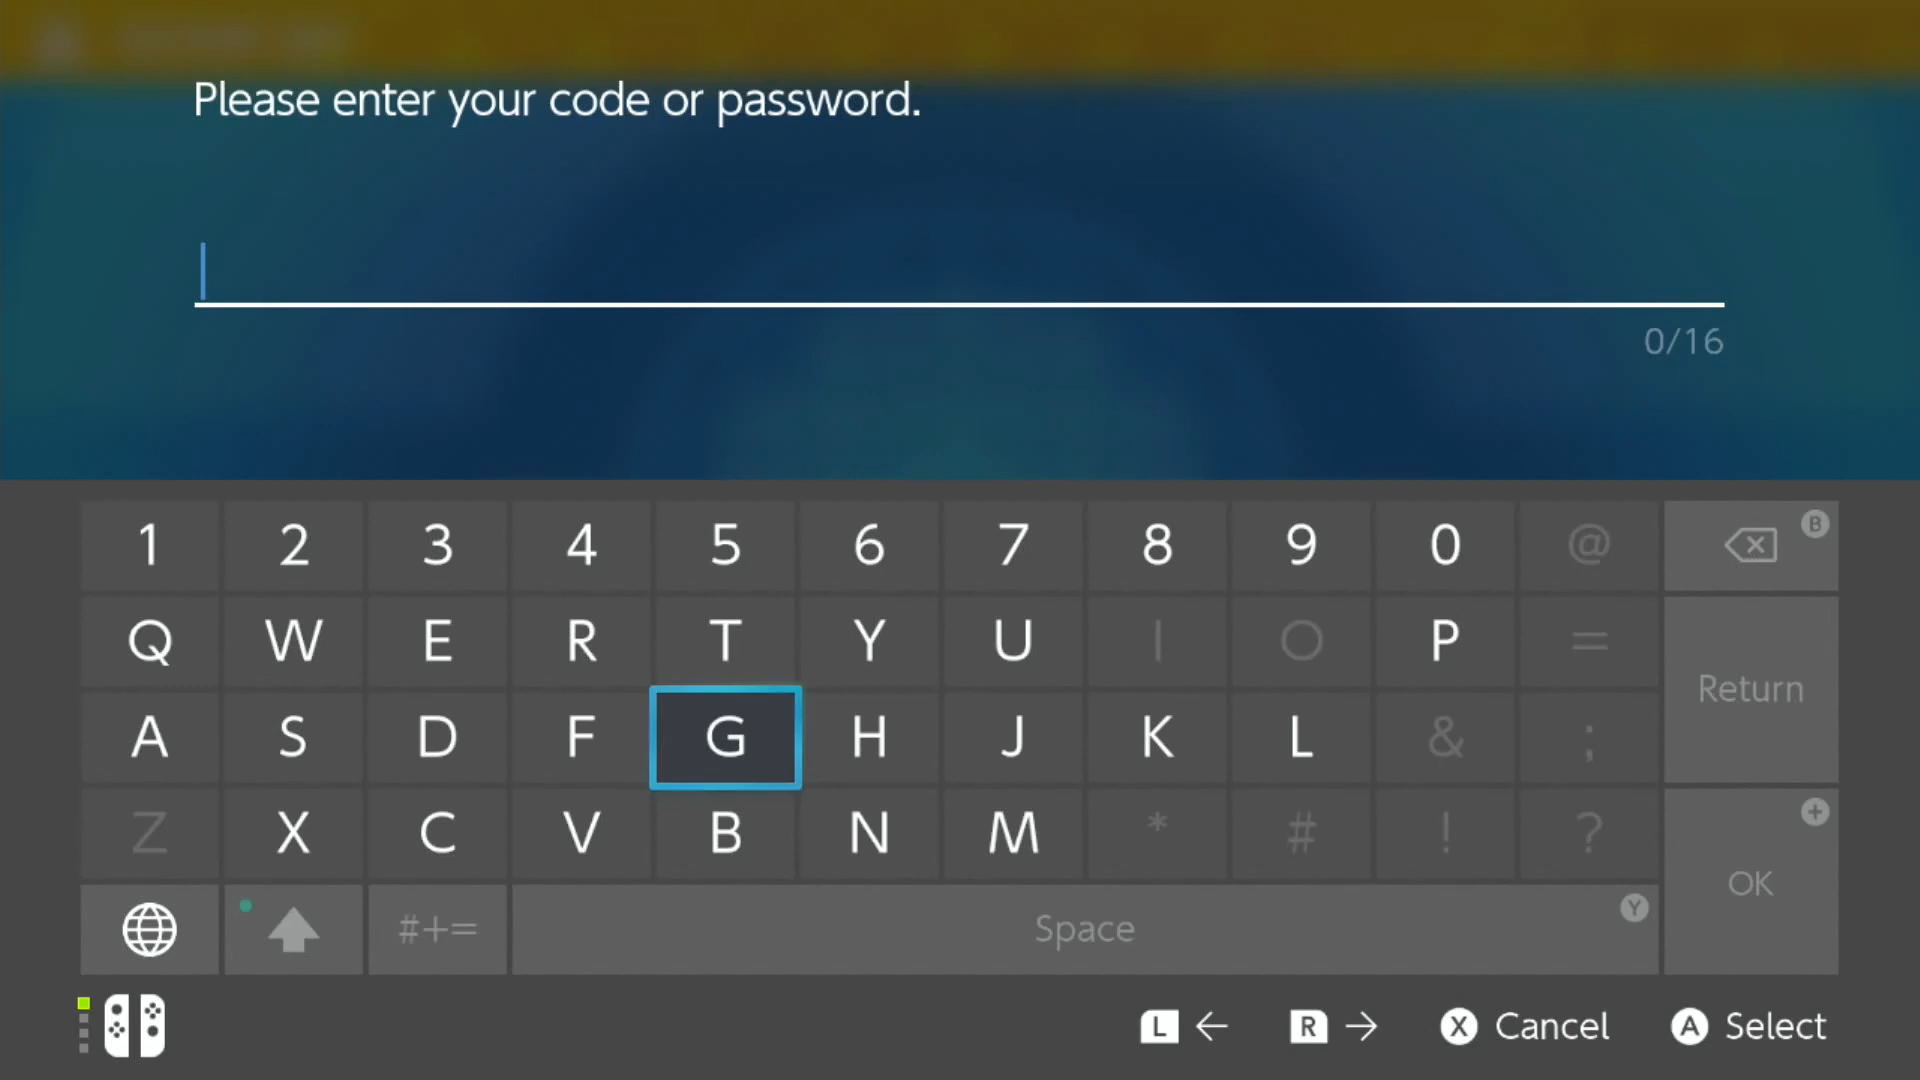 Please enter your code or password.
0/16
1 2 3 4 5 6 7 8 9 0 @ B
Q W E R T Y U I O P =
Return
A S D F G H J K L & ;
Z X C V B N M * # ! ? +
OK
#+= Space Y
L ← R → X Cancel A Select